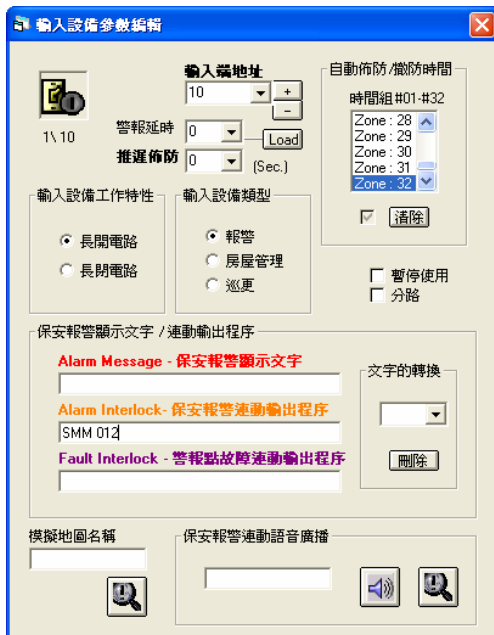 輸入設備參數編輯
輸入端地址
10
+
-
1\ 10
警報延時
0
Load
推遲佈防
0
(Sec.)
自動佈防/撤防時間
時間組#01-#32
Zone : 28
Zone : 29
Zone : 30
Zone : 31
Zone : 32
清除
輸入設備工作特性
長開電路
長閉電路
輸入設備類型
報警
房屋管理
巡更
暫停使用
分路
保安報警顯示文字 / 連動輸出程序
Alarm Message - 保安報警顯示文字
Alarm Interlock- 保安報警連動輸出程序
SMM 012
Fault Interlock - 警報點故障連動輸出程序
文字的轉換
刪除
模擬地圖名稱
保安報警連動語音廣播